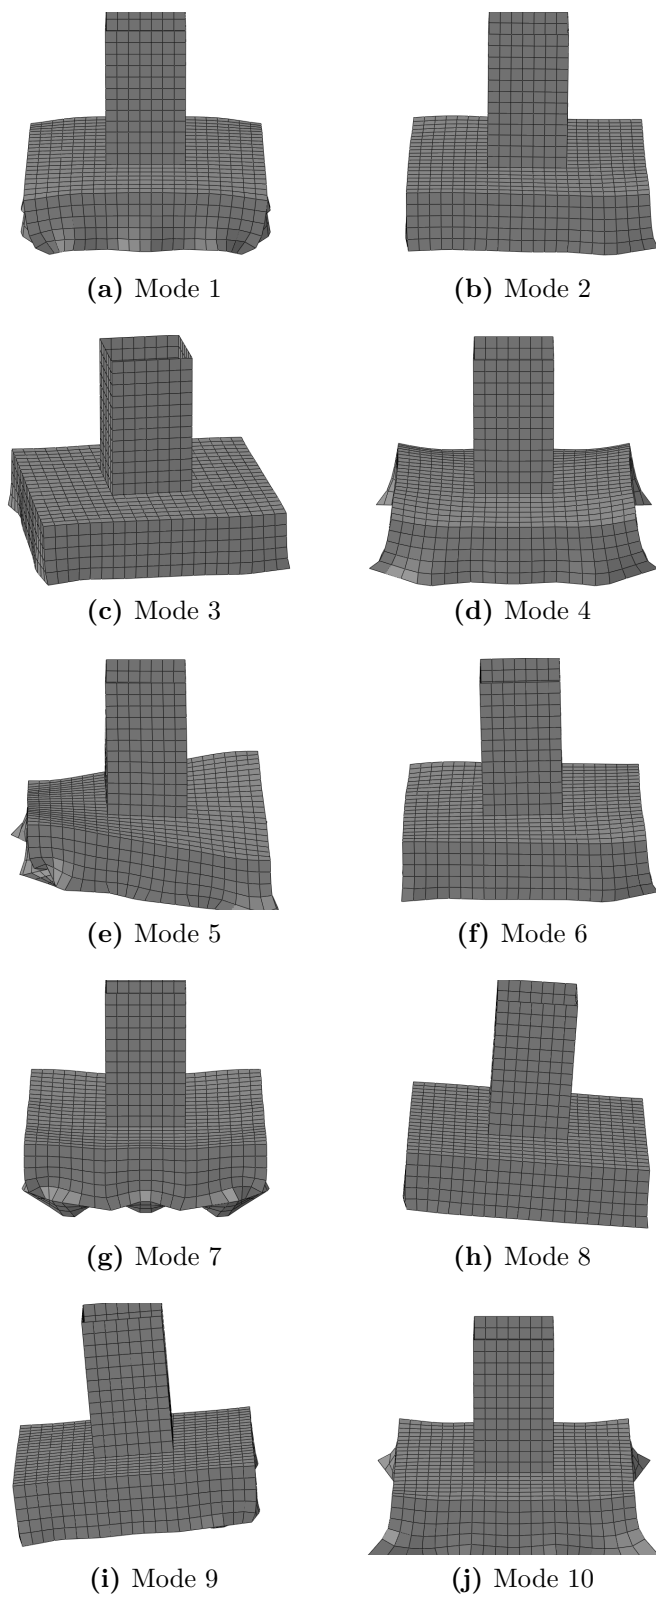 (a) Mode 1
(b) Mode 2
(c) Mode 3
(d) Mode 4
(e) Mode 5
(f) Mode 6
(g) Mode 7
(h) Mode 8
(i) Mode 9
(j) Mode 10